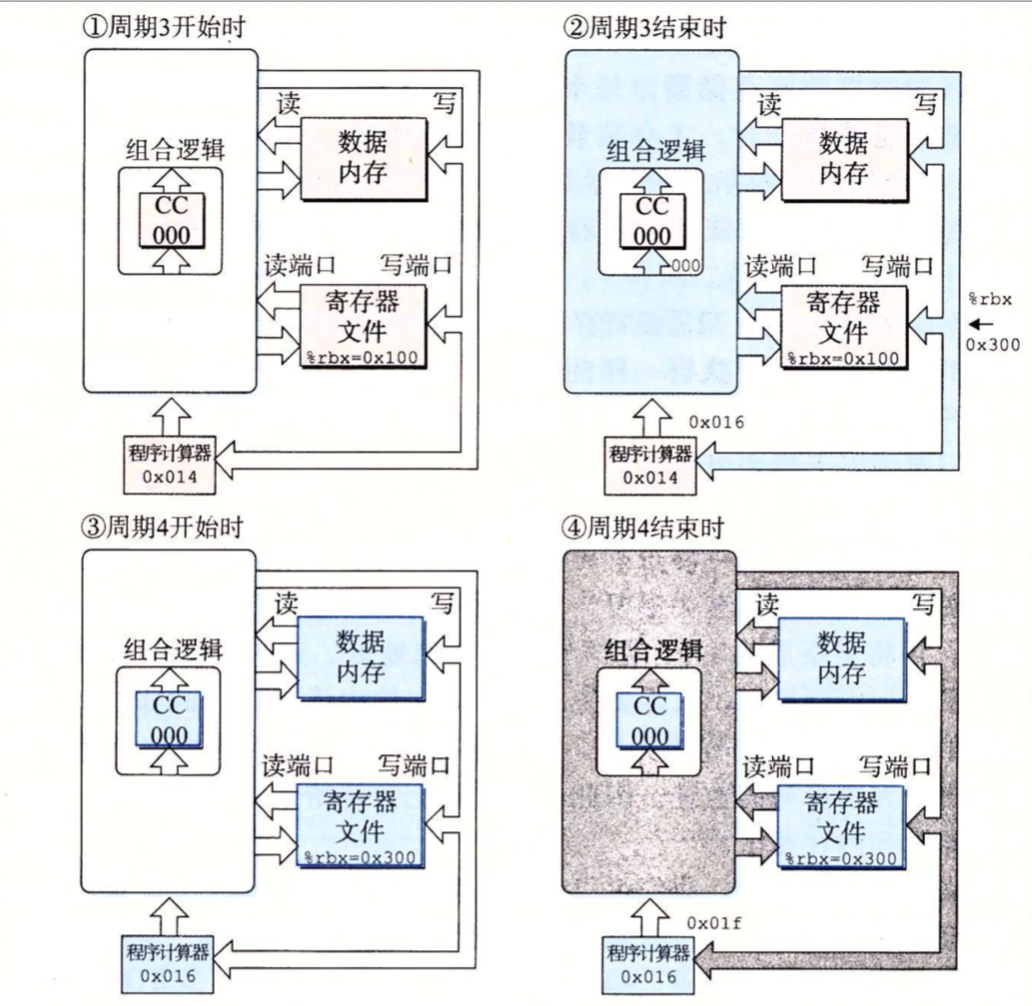 ①周期3开始时
读
写
数据
内存
组合逻辑
CC
000
读端口
写端口
寄存器
文件
%rbx=0x100
程序计算器
0x014
②周期3结束时
读
写
数据
内存
组合逻辑
CC
000
000
读端口
写端口
寄存器
文件
%rbx=0x100
%rbx
0x300
0x016
程序计算器
0x014
③周期4开始时
读
写
数据
内存
组合逻辑
CC
000
读端口
写端口
寄存器
文件
%rbx=0x300
程序计算器
0x016
④周期4结束时
读
写
数据
内存
组合逻辑
CC
000
读端口
写端口
寄存器
文件
%rbx=0x300
0x01f
程序计算器
0x016